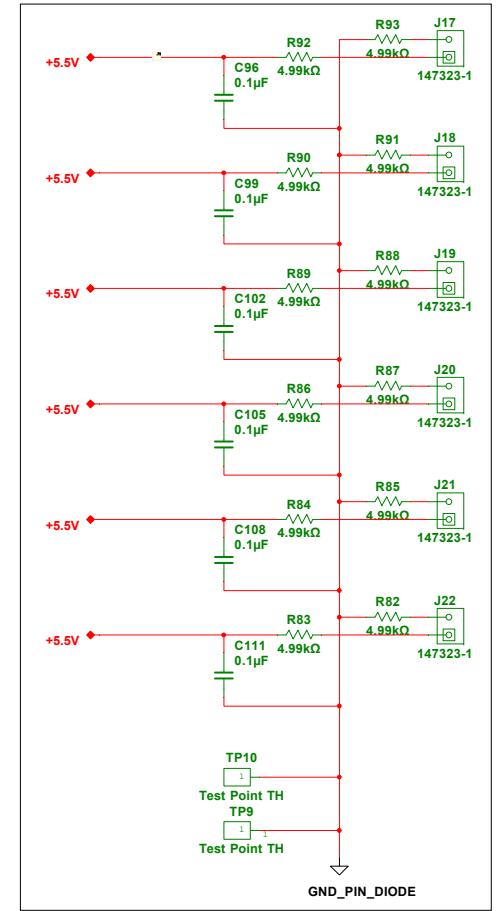 R93
J17
R92
+5.5V
C96
0.1µF
4.99kΩ
4.99kΩ
147323-1
R91
J18
R90
+5.5V
C99
0.1µF
4.99kΩ
4.99kΩ
147323-1
R88
J19
R89
+5.5V
C102
0.1µF
4.99kΩ
4.99kΩ
147323-1
R87
J20
R86
+5.5V
C105
0.1µF
4.99kΩ
4.99kΩ
147323-1
R85
J21
R84
+5.5V
C108
0.1µF
4.99kΩ
4.99kΩ
147323-1
R82
J22
R83
+5.5V
C111
0.1µF
4.99kΩ
4.99kΩ
147323-1
TP10
1
Test Point TH
TP9
1
1
Test Point TH
GND_PIN_DIODE